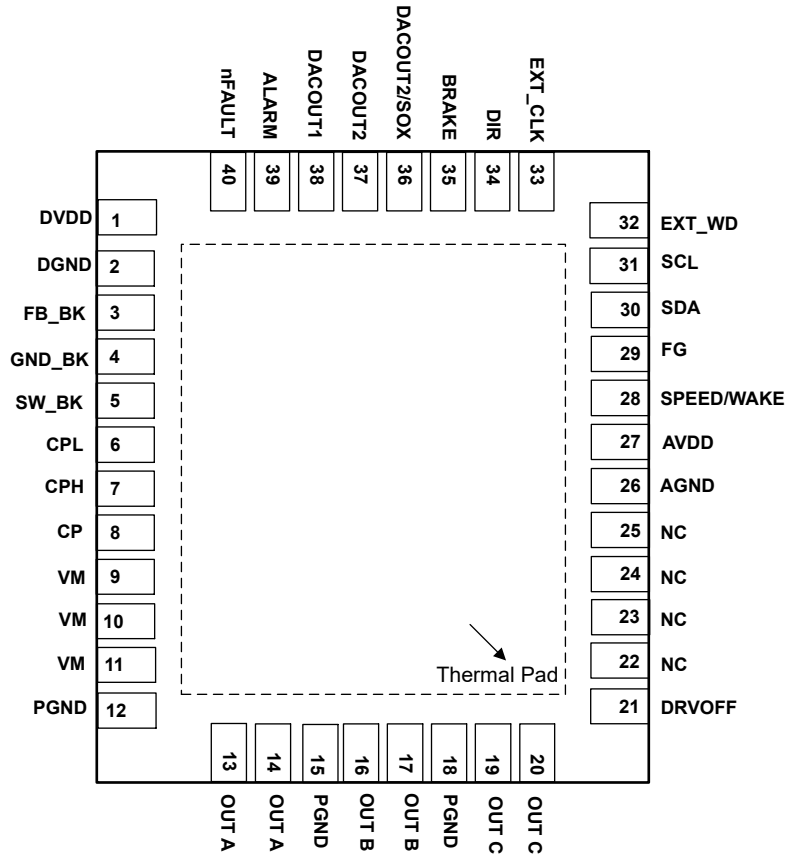 nFAULT
ALARM
DACOUT1
DACOUT2
DACOUT2/SOX
BRAKE
DIR
EXT_CLK
40
39
38
37
36
35
34
33
DVDD 1
DGND 2
FB_BK 3
GND_BK 4
SW_BK 5
CPL 6
CPH 7
CP 8
VM 9
VM 10
VM 11
PGND 12
32 EXT_WD
31 SCL
30 SDA
29 FG
28 SPEED/WAKE
27 AVDD
26 AGND
25 NC
24 NC
23 NC
22 NC
21 DRVOFF
Thermal Pad
13
14
15
16
17
18
19
20
OUT A
OUT A
PGND
OUT B
OUT B
PGND
OUT C
OUT C